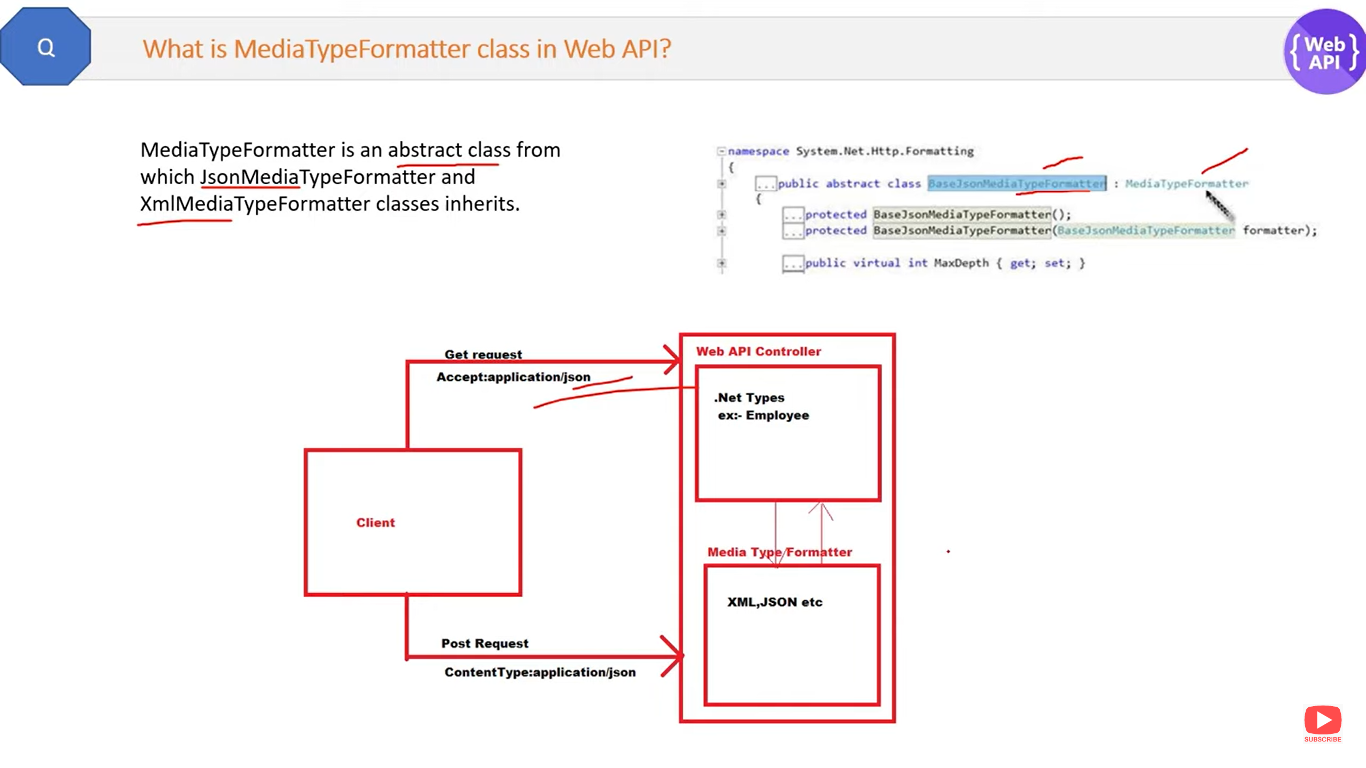 Q
What is MediaTypeFormatter class in Web API?
{ Web }
API
MediaTypeFormatter is an abstract class from
which JsonMediaTypeFormatter and
XmlMediaTypeFormatter classes inherits.
namespace System.Net.Http.Formatting
{
...public abstract class BaseJsonMediaTypeFormatter : MediaTypeFormatter
{
...protected BaseJsonMediaTypeFormatter();
...protected BaseJsonMediaTypeFormatter(BaseJsonMediaTypeFormatter formatter);
...public virtual int MaxDepth { get; set; }
Get request
Accept:application/json
Web API Controller
.Net Types
ex:- Employee
Client
Media Type Formatter
XML,JSON etc
Post Request
ContentType:application/json
SUBSCRIBE